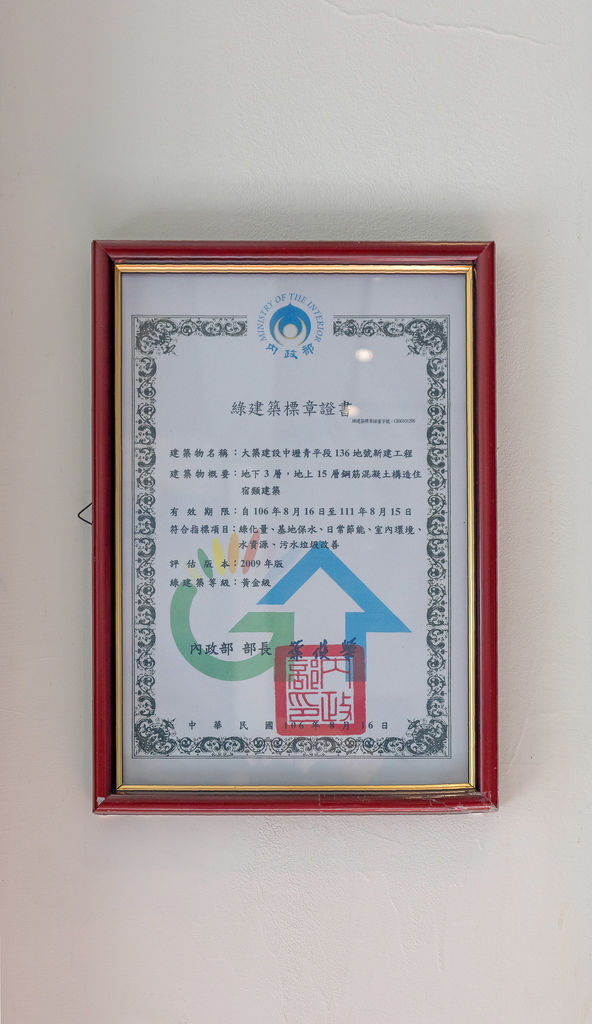 MINISTRY OF THE INTERIOR
內政部
綠建築標章證書
建築物名稱：大築建設中壢青平段136地號新建工程
建築物概要：地下3層，地上15層鋼筋混凝土構造住
宿類建築
有效期限：自106年8月16日至111年8月15日
符合指標項目：綠化量、基地保水、日常節能、室內環境、
水資源、污水垃圾改善
評估版本：2009年版
綠建築等級：黃金級
內政部 部長 葉俊榮
內政部印
中華民國106年8月16日